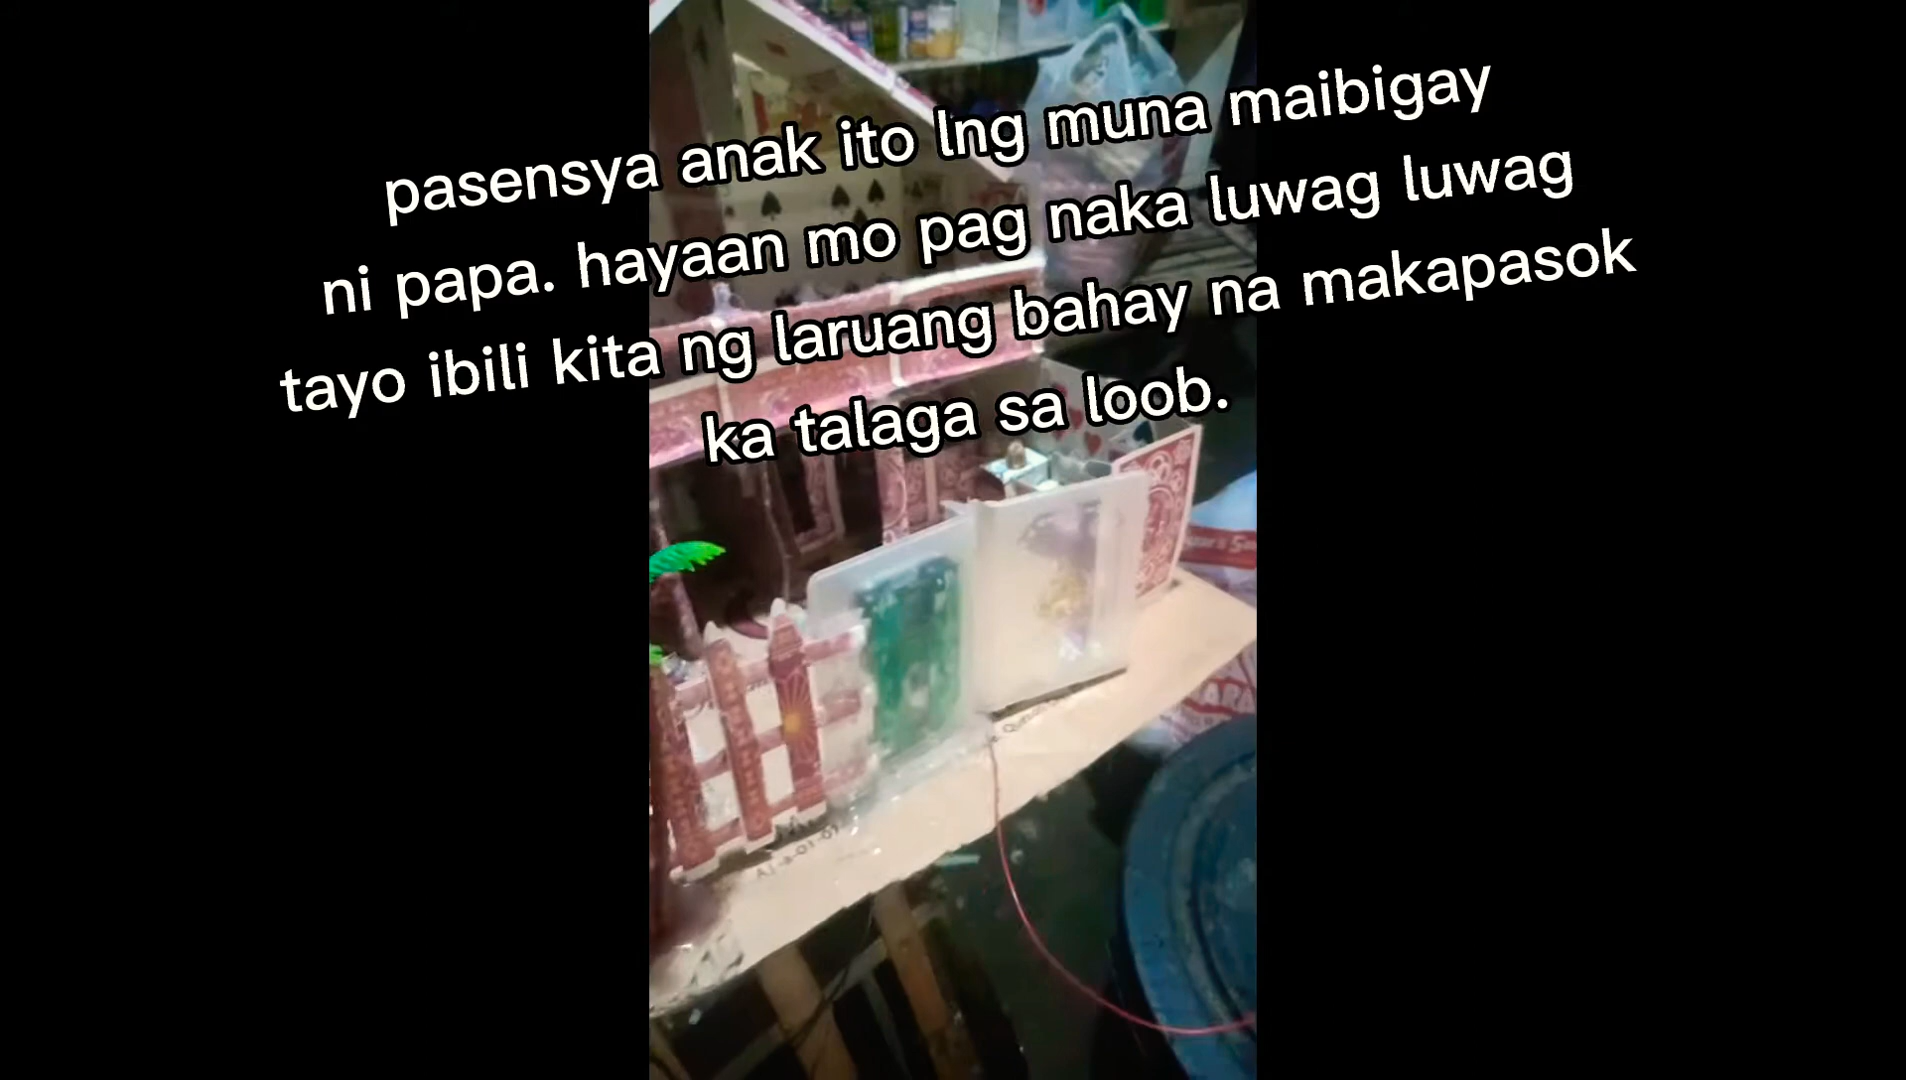 pasensya anak ito lng muna maibigay
ni papa. hayaan mo pag naka luwag luwag
tayo ibili kita ng laruang bahay na makapasok
ka talaga sa loob.